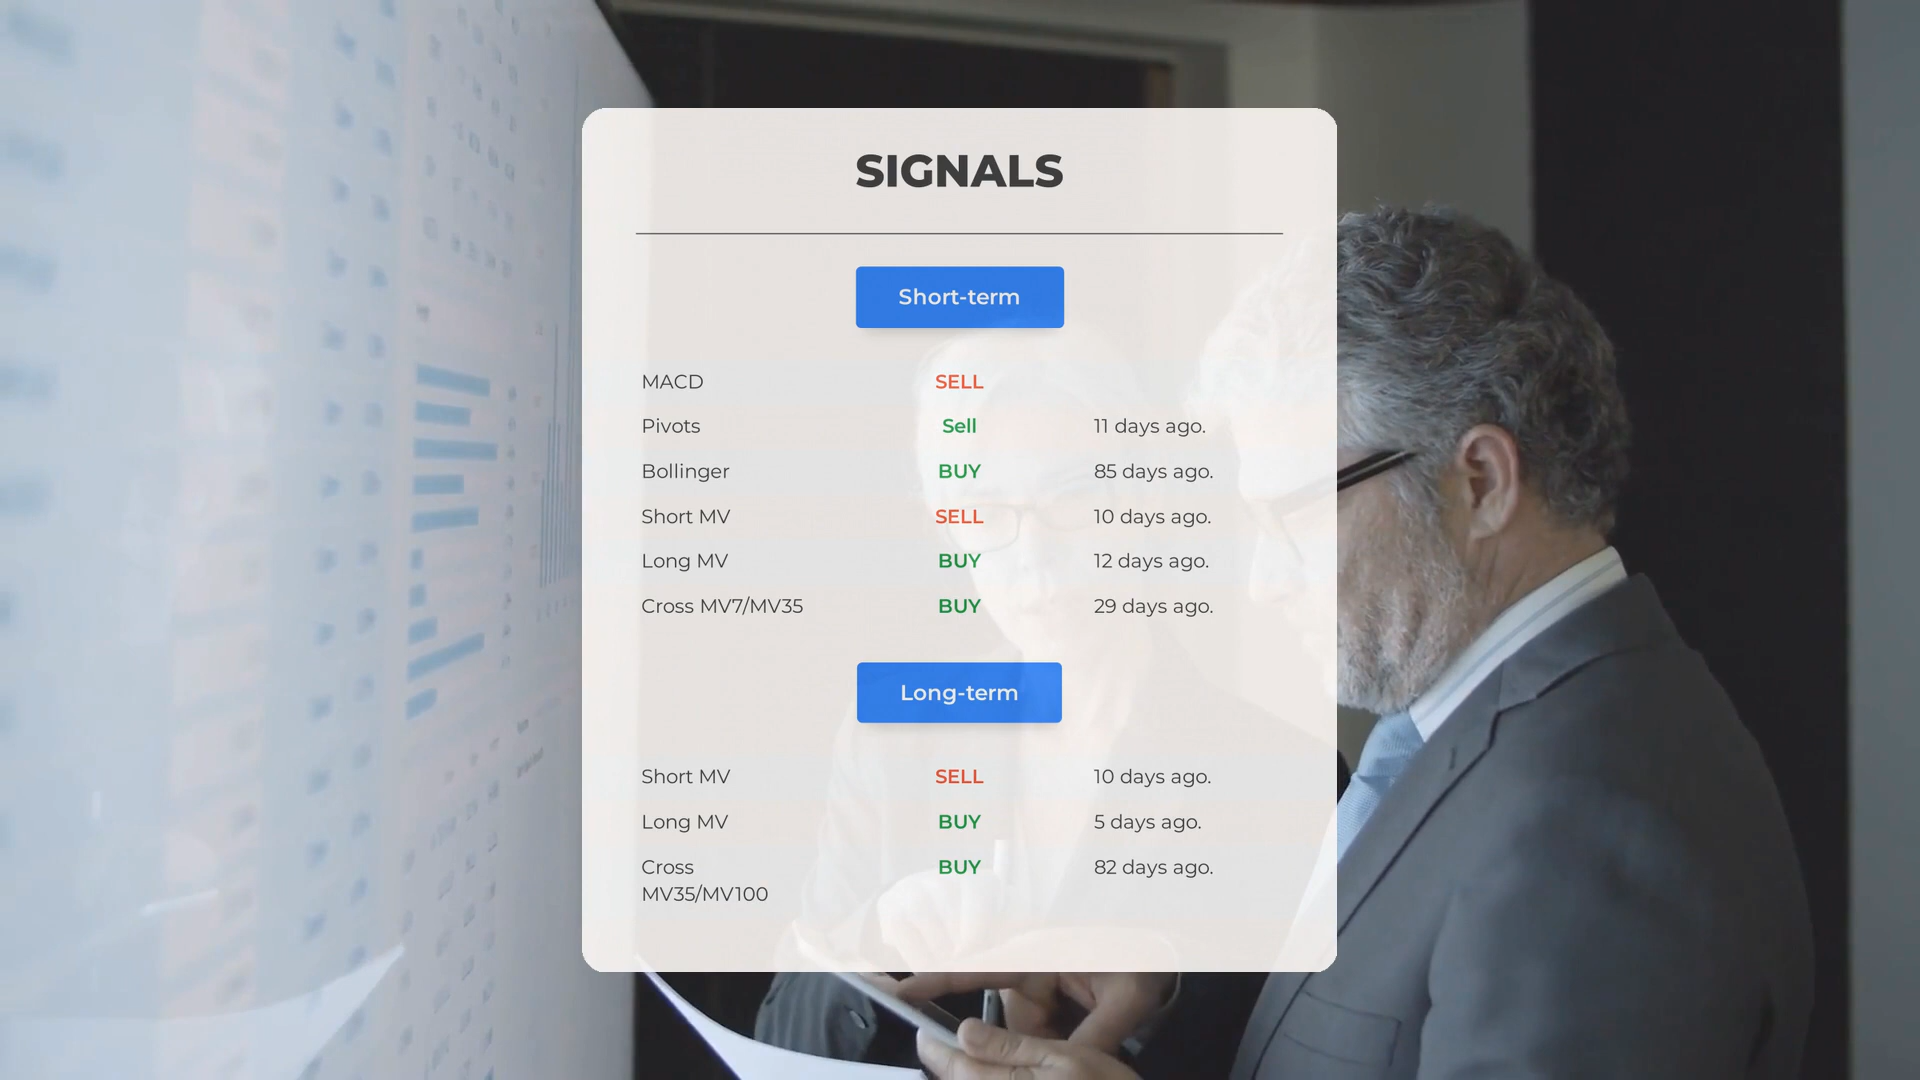 SIGNALS
Short-term
MACD SELL
Pivots Sell 11 days ago.
Bollinger BUY 85 days ago.
Short MV SELL 10 days ago.
Long MV BUY 12 days ago.
Cross MV7/MV35 BUY 29 days ago.
Long-term
Short MV SELL 10 days ago.
Long MV BUY 5 days ago.
Cross BUY 82 days ago.
MV35/MV100